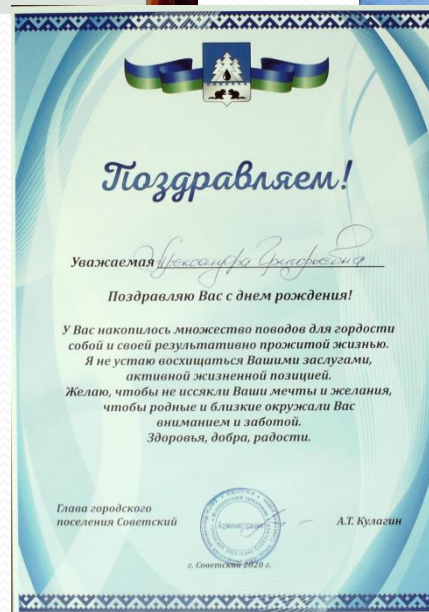 Поздравляем!
Уважаемая Александра Григорьевна
Поздравляю Вас с днем рождения!
У Вас накопилось множество поводов для гордости
собой и своей результативно прожитой жизнью.
Я не устаю восхищаться Вашими заслугами,
активной жизненной позицией.
Желаю, чтобы не иссякли Ваши мечты и желания,
чтобы родные и близкие окружали Вас
вниманием и заботой.
Здоровья, добра, радости.
Глава городского
поселения Советский
Администрация
А.Т. Кулагин
г. Советский 2020 г.